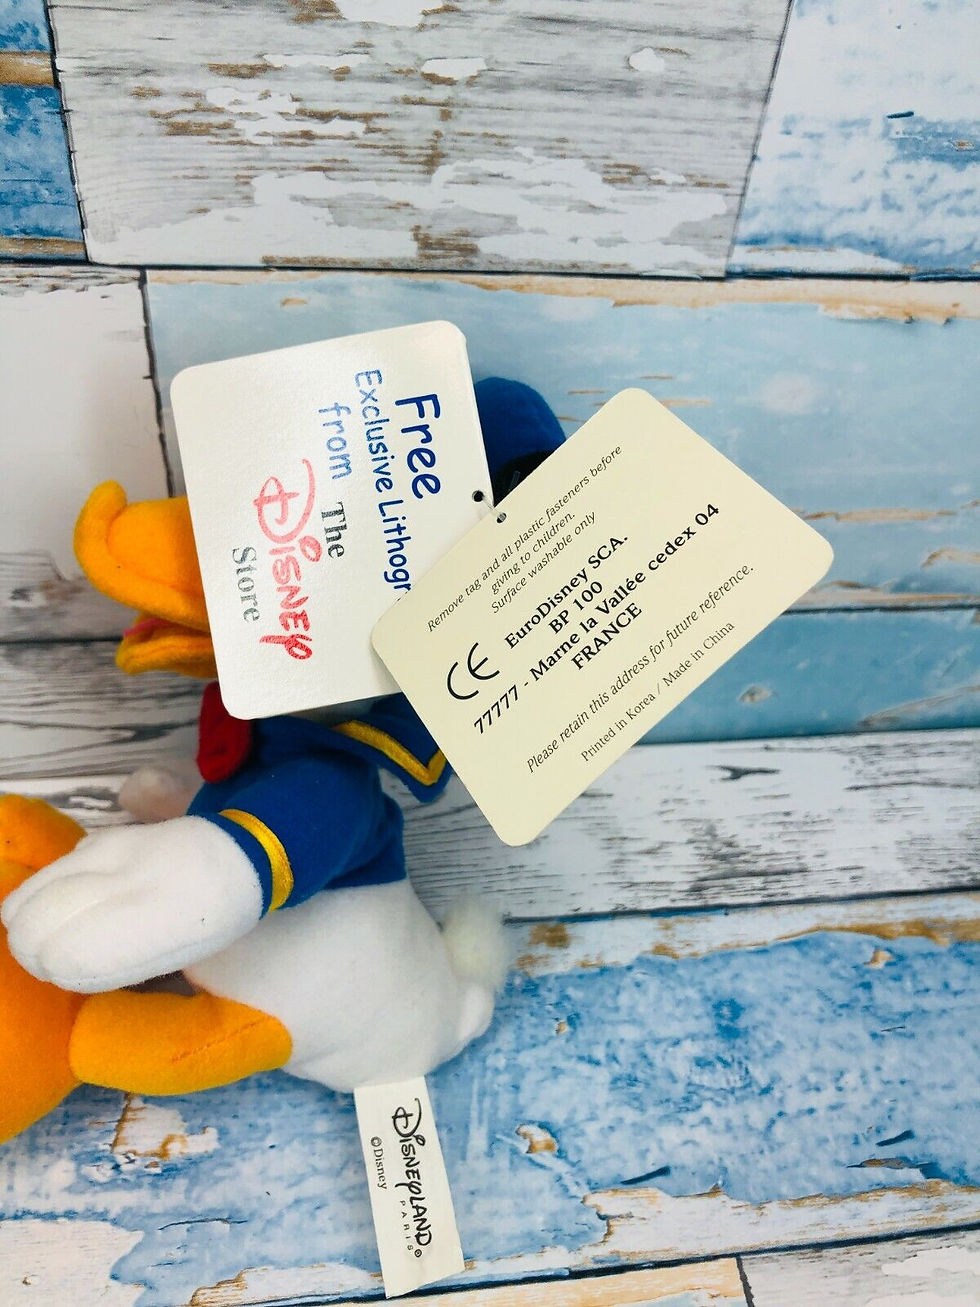 Free
Exclusive Lithogr
from The
Disney
Store
Remove tag and all plastic fasteners before
giving to children.
Surface washable only
CE
EuroDisney SCA.
BP 100
77777 - Marne la Vallée cedex 04
FRANCE
Please retain this address for future reference.
Printed in Korea / Made in China
Disneyland
PARIS®
©Disney